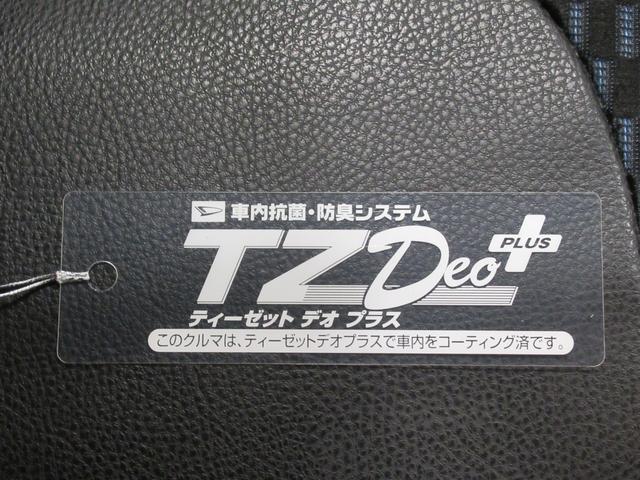 車内抗菌・防臭システム
TZ Deo PLUS
ティーゼット デオ プラス
このクルマは、ティーゼットデオプラスで車内をコーティング済です。